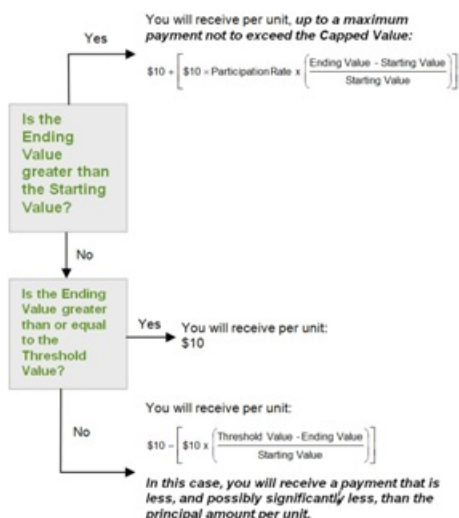 You will receive per unit, up to a maximum
payment not to exceed the Capped Value:
Yes
$10 + [$10 × Participation Rate x (Ending Value - Starting Value / Starting Value)]
Is the
Ending
Value
greater than
the Starting
Value?
No
Is the Ending
Value greater
than or equal
to the
Threshold
Value?
Yes
You will receive per unit:
$10
No
You will receive per unit:
$10 – [$10 x (Threshold Value - Ending Value / Starting Value)]
In this case, you will receive a payment that is
less, and possibly significantly less, than the
principal amount per unit.